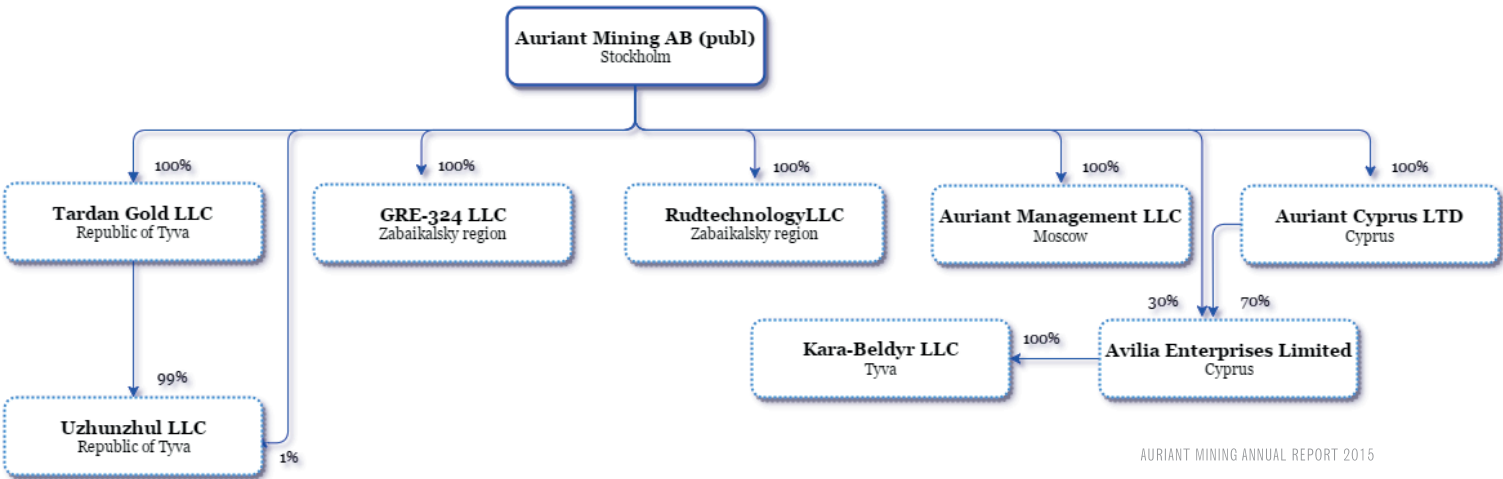 Auriant Mining AB (publ)
Stockholm
100%
100%
100%
100%
100%
Tardan Gold LLC
Republic of Tyva
GRE-324 LLC
Zabaikalsky region
RudtechnologyLLC
Zabaikalsky region
Auriant Management LLC
Moscow
Auriant Cyprus LTD
Cyprus
30%
70%
Kara-Beldyr LLC
Tyva
100%
Avilia Enterprises Limited
Cyprus
99%
Uzhunzhul LLC
Republic of Tyva
1%
AURIANT MINING ANNUAL REPORT 2015